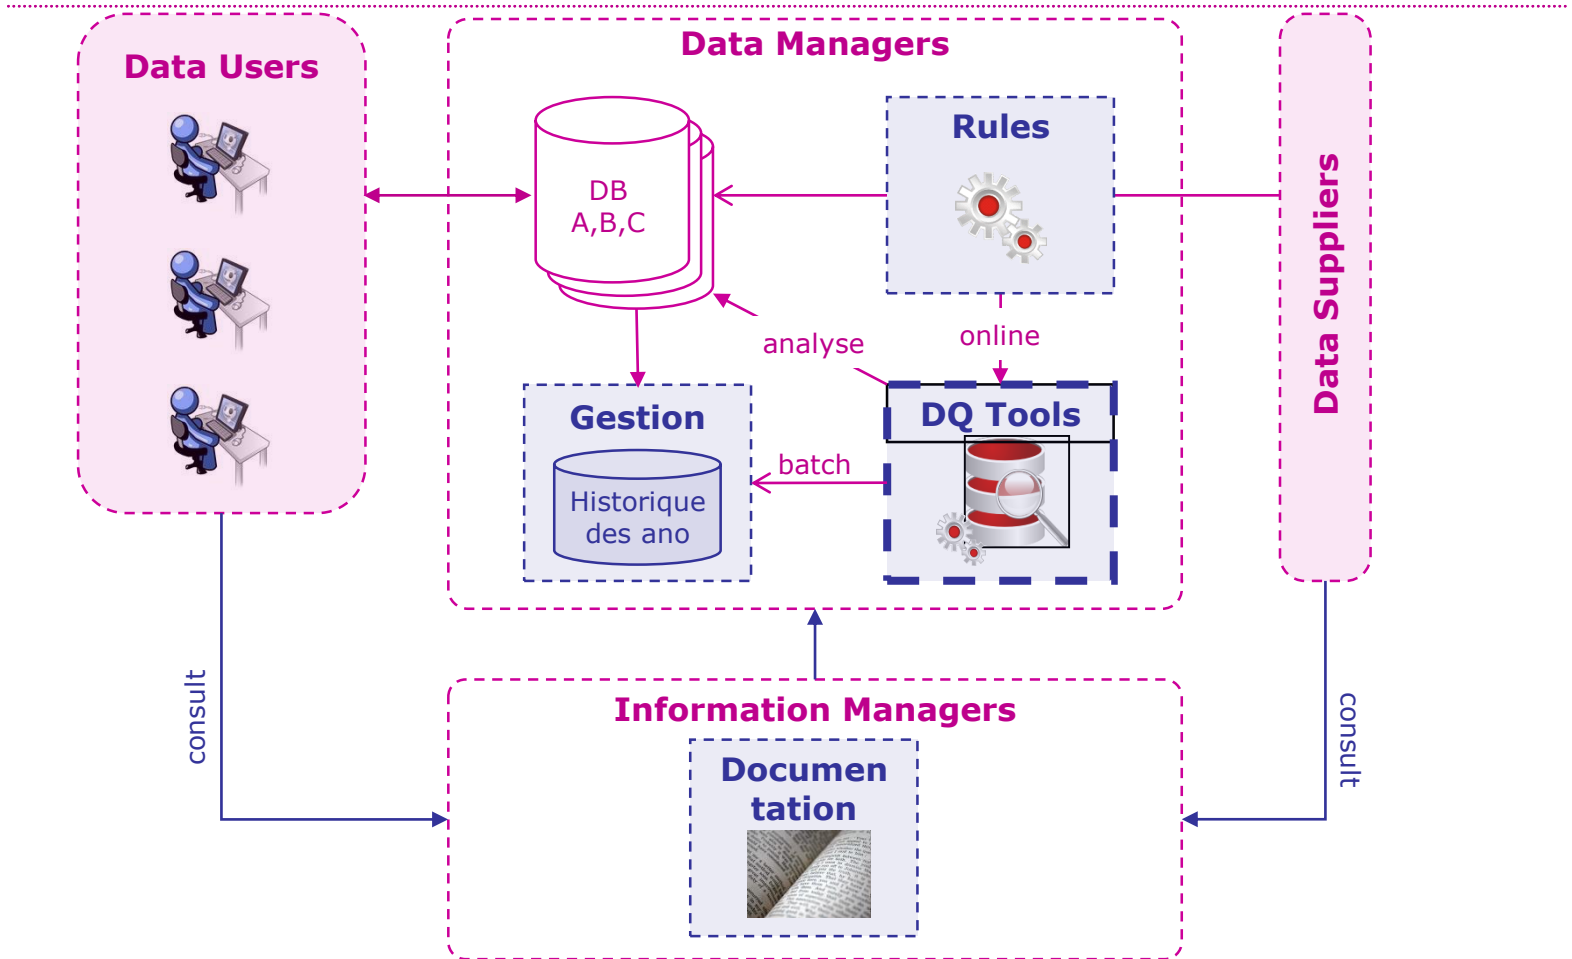 Data Users
Data Managers
DB
A,B,C
Rules
Data Suppliers
analyse
online
Gestion
Historique
des ano
batch
DQ Tools
consult
Information Managers
Documen
tation
consult